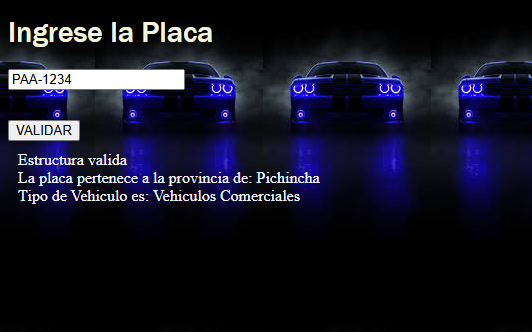 Ingrese la Placa
PAA-1234
VALIDAR
Estructura valida
La placa pertenece a la provincia de: Pichincha
Tipo de Vehiculo es: Vehiculos Comerciales